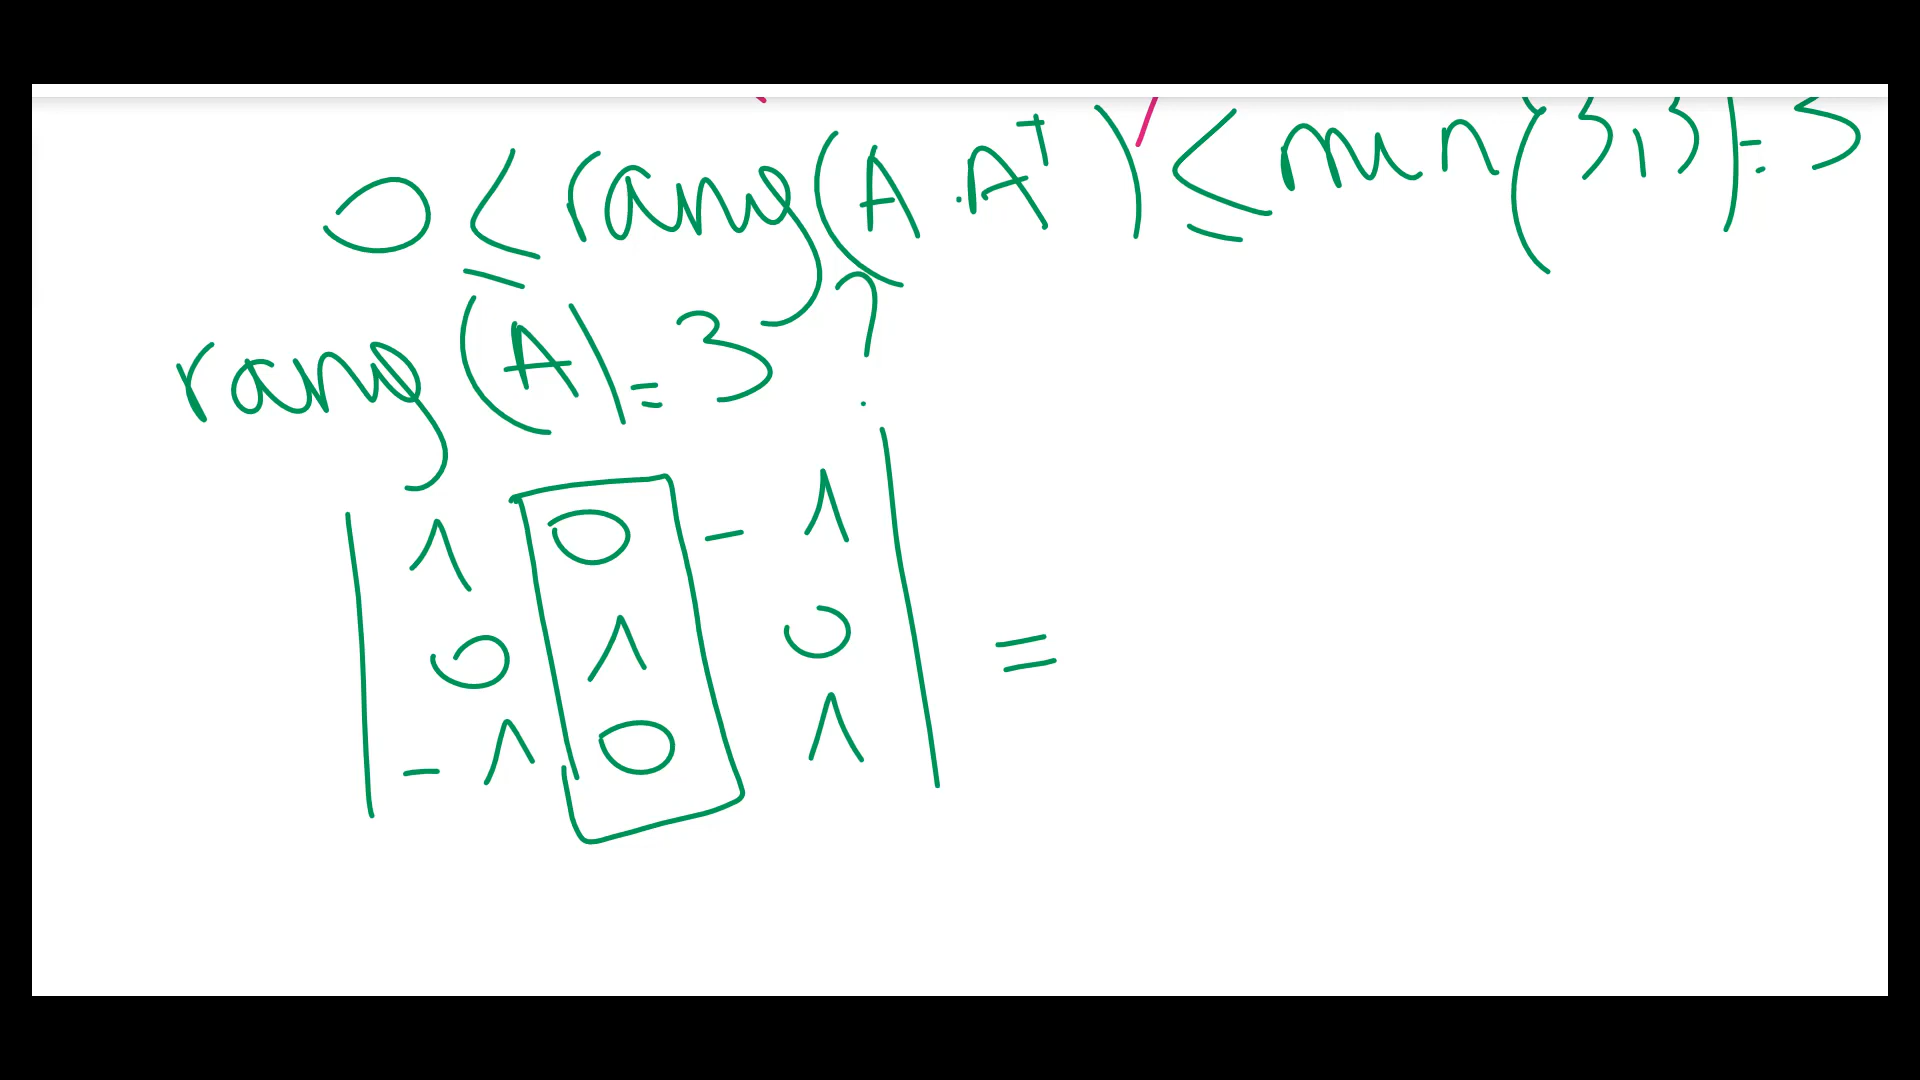 0 ≤ rang(A·Aᵀ) ≤ min(3,3) = 3
rang(A) = 3 ?
| 1 0 -1 |
| 0 1 0 | =
| -1 0 1 |